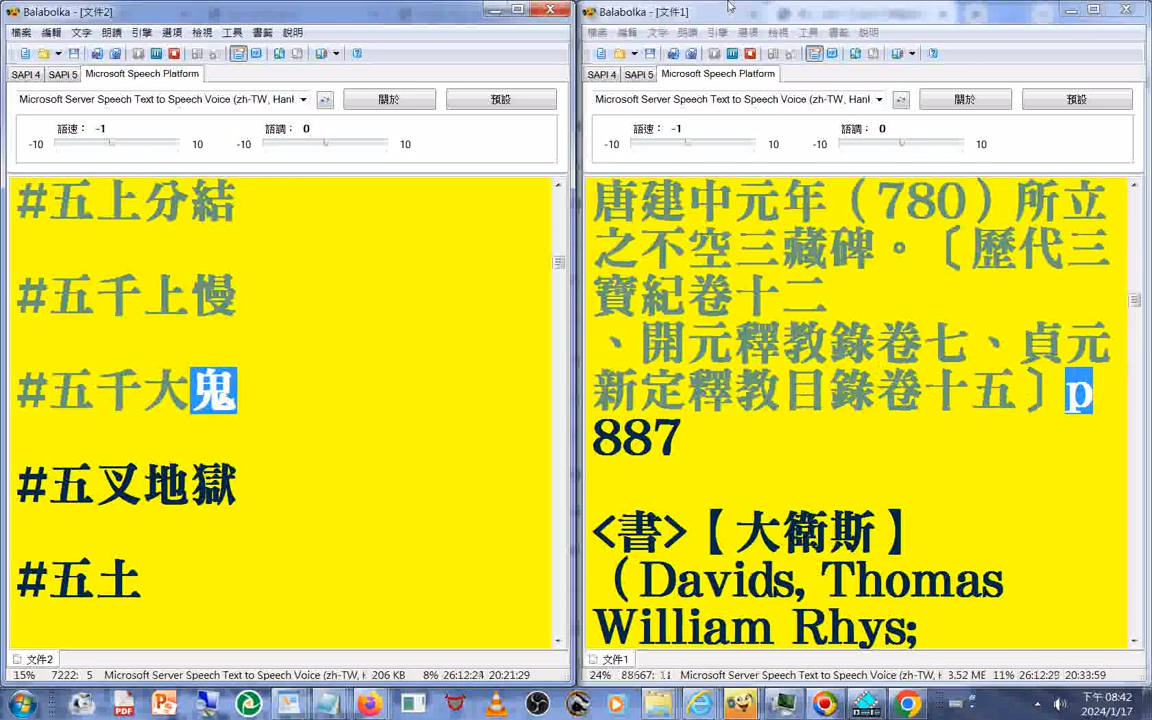 Balabolka - [文件2]
檔案 編輯 文字 朗讀 引擎 選項 檢視 工具 書籤 說明
SAPI 4 SAPI 5 Microsoft Speech Platform
Microsoft Server Speech Text to Speech Voice (zh-TW, Hanl
關於 預設
語速： -1 語調： 0
-10 10 -10 10
#五上分結
#五千上慢
#五千大鬼
#五叉地獄
#五土
文件2
15% 7222: 5 Microsoft Server Speech Text to Speech Voice (zh-TW, H 206 KB 8% 26:12:24 20:21:29
Balabolka - [文件1]
檔案 編輯 文字 朗讀 引擎 選項 檢視 工具 書籤 說明
SAPI 4 SAPI 5 Microsoft Speech Platform
Microsoft Server Speech Text to Speech Voice (zh-TW, Hanl
關於 預設
語速： -1 語調： 0
-10 10 -10 10
唐建中元年（780）所立
之不空三藏碑。〔歷代三
寶紀卷十二
、開元釋教錄卷七、貞元
新定釋教目錄卷十五〕p
887
<書>【大衛斯】
（Davids, Thomas
William Rhys;
文件1
24% 88667: 11 Microsoft Server Speech Text to Speech Voice (zh-TW, H 3.52 MB 11% 26:12:29 20:33:59
下午 08:42
2024/1/17